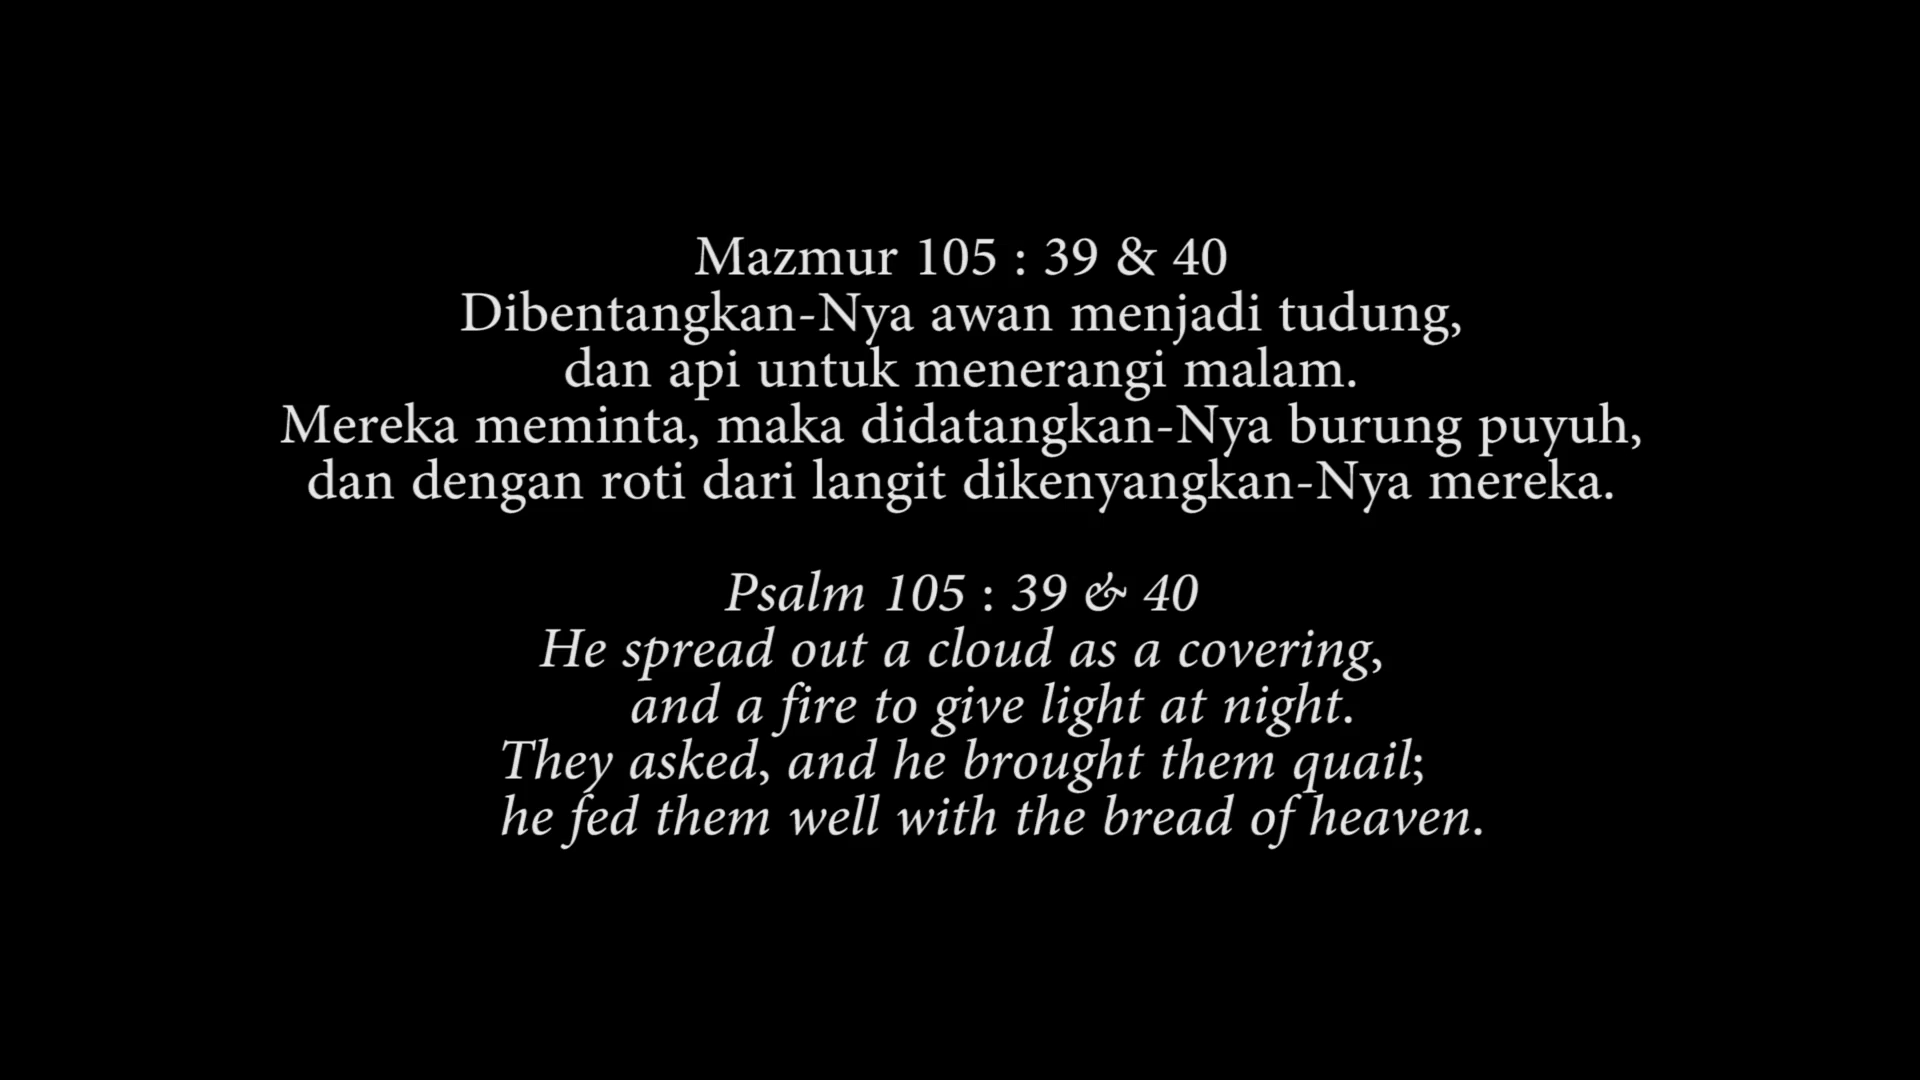 Mazmur 105 : 39 & 40
Dibentangkan-Nya awan menjadi tudung,
dan api untuk menerangi malam.
Mereka meminta, maka didatangkan-Nya burung puyuh,
dan dengan roti dari langit dikenyangkan-Nya mereka.
Psalm 105 : 39 & 40
He spread out a cloud as a covering,
and a fire to give light at night.
They asked, and he brought them quail;
he fed them well with the bread of heaven.